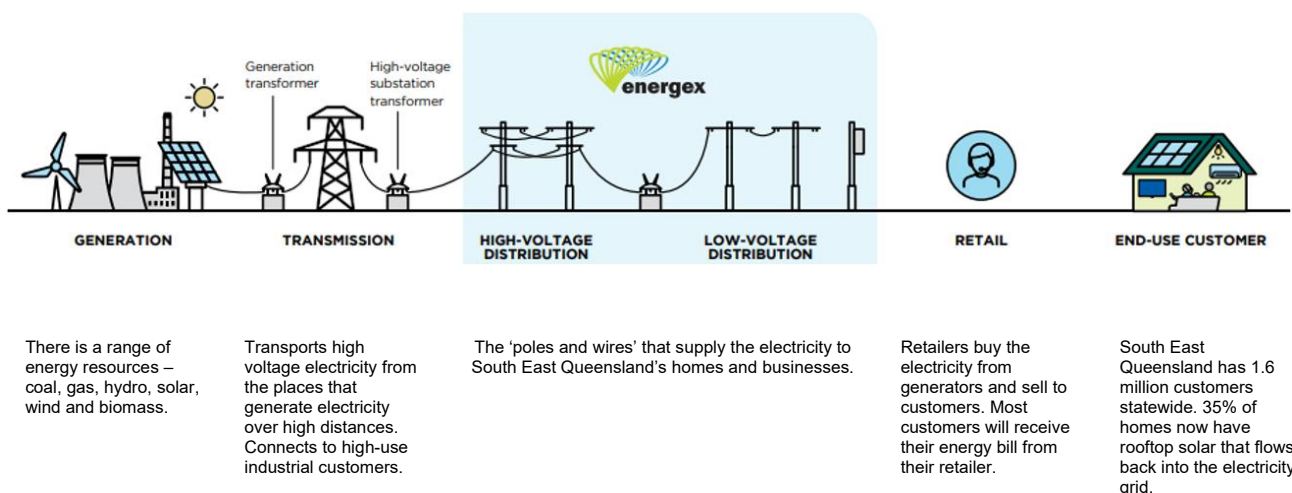 Generation
transformer
High-voltage
substation
transformer
energex
GENERATION
TRANSMISSION
HIGH-VOLTAGE
DISTRIBUTION
LOW-VOLTAGE
DISTRIBUTION
RETAIL
END-USE CUSTOMER
There is a range of
energy resources –
coal, gas, hydro, solar,
wind and biomass.
Transports high
voltage electricity from
the places that
generate electricity
over high distances.
Connects to high-use
industrial customers.
The ‘poles and wires’ that supply the electricity to
South East Queensland’s homes and businesses.
Retailers buy the
electricity from
generators and sell to
customers. Most
customers will receive
their energy bill from
their retailer.
South East
Queensland has 1.6
million customers
statewide. 35% of
homes now have
rooftop solar that flows
back into the electricity
grid.